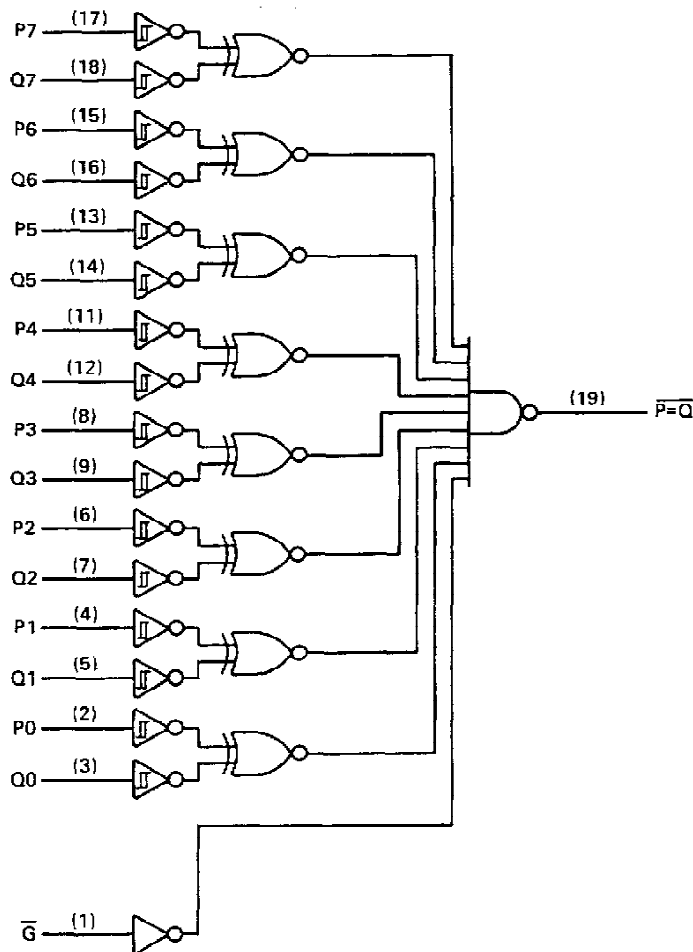 P7 (17)
Q7 (18)
P6 (15)
Q6 (16)
P5 (13)
Q5 (14)
P4 (11)
Q4 (12)
P3 (8)
Q3 (9)
(19) P=Q
P2 (6)
Q2 (7)
P1 (4)
Q1 (5)
P0 (2)
Q0 (3)
G (1)